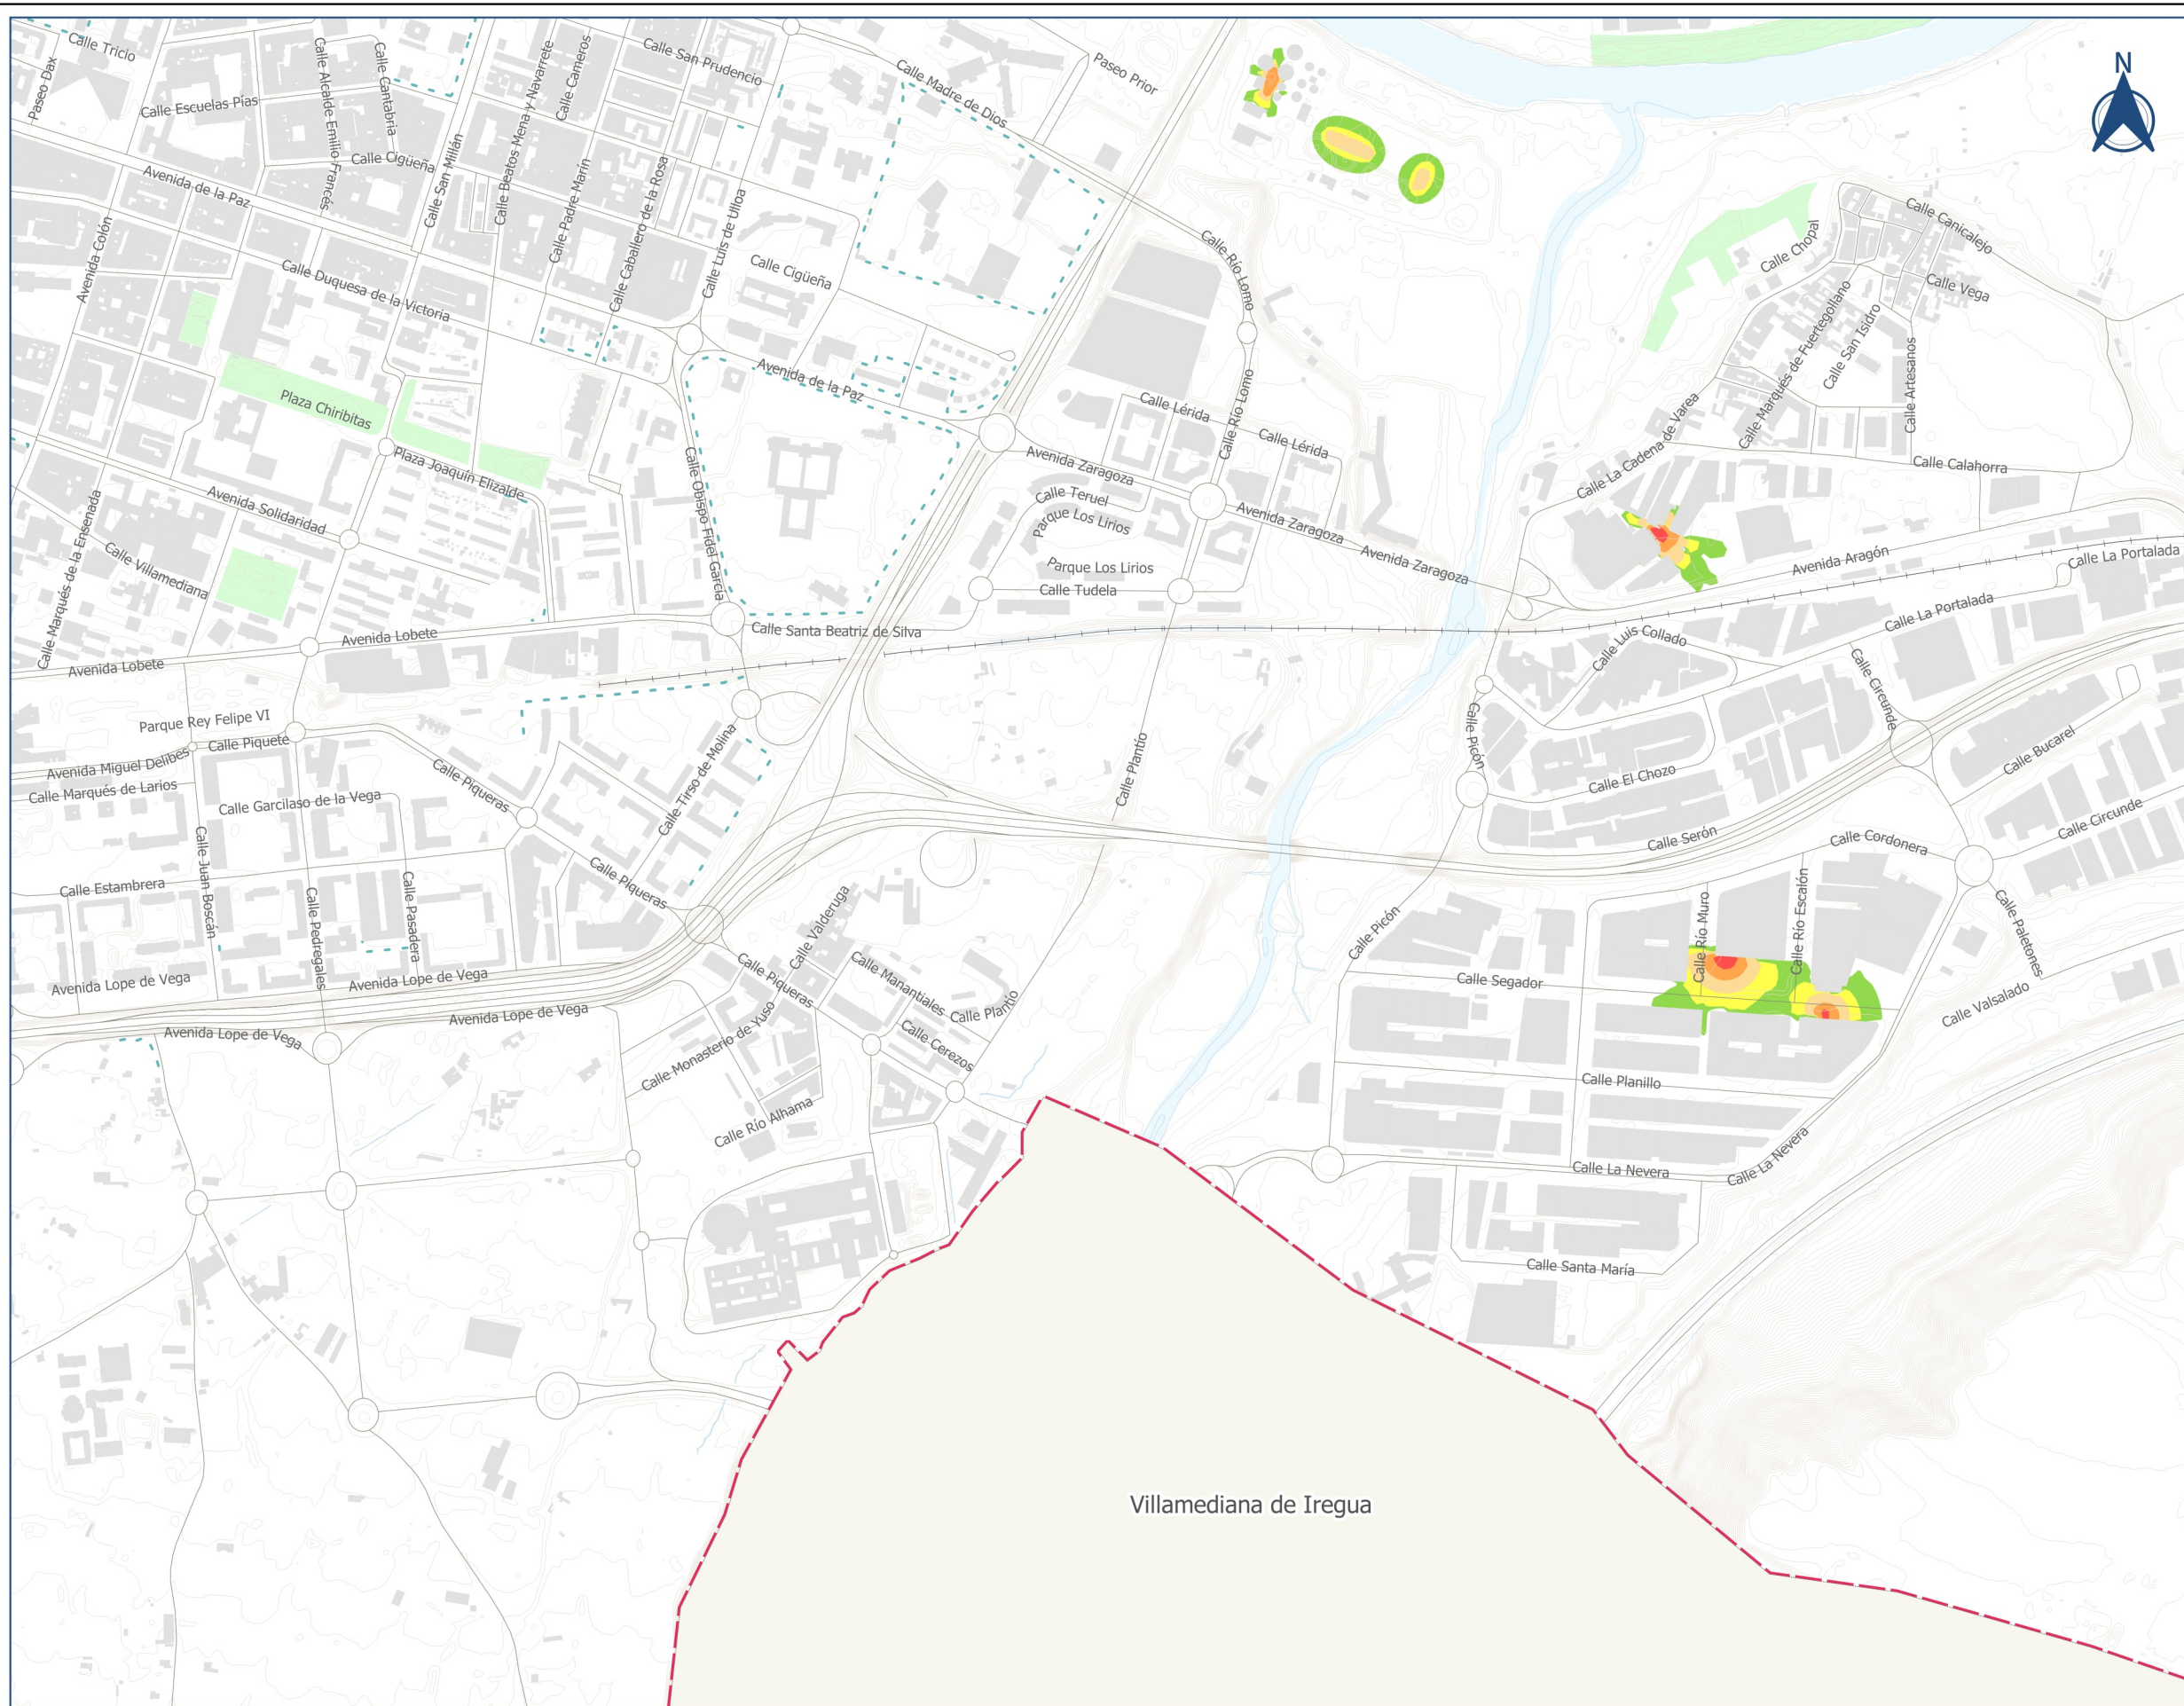 N
Calle Tricio
Paseo Dax
Calle Escuelas Pías
Calle Alcalde Emilio Francés
Calle Cantabria
Calle Cigüeña
Calle San Millán
Calle Beatos Mena y Navarrete
Calle Cameros
Calle San Prudencio
Calle Madre de Dios
Paseo Prior
Avenida de la Paz
Avenida Colón
Calle Padre Marín
Calle Caballero de la Rosa
Calle Luis de Ulloa
Calle Cigüeña
Calle Duquesa de la Victoria
Calle Río Lomo
Calle Chopal
Calle Canicalejo
Calle Vega
Calle Marqués de Fuertegollano
Calle San Isidro
Calle Artesanos
Plaza Chiribitas
Avenida de la Paz
Calle Lérida
Calle Río Lomo
Calle Lérida
Calle La Cadena de Varea
Calle Calahorra
Plaza Joaquín Elizalde
Calle Obispo Fidel García
Avenida Zaragoza
Calle Teruel
Parque Los Lirios
Avenida Zaragoza
Avenida Zaragoza
Avenida Solidaridad
Calle Marqués de la Ensenada
Calle Villamediana
Parque Los Lirios
Calle Tudela
Avenida Aragón
Calle La Portalada
Calle La Portalada
Avenida Lobete
Avenida Lobete
Calle Santa Beatriz de Silva
Calle Luis Collado
Calle Circunde
Parque Rey Felipe VI
Calle Piquete
Avenida Miguel Delibes
Calle Marqués de Larios
Calle Garcilaso de la Vega
Calle Piqueras
Calle Tirso de Molina
Calle Plantío
Calle Picón
Calle El Chozo
Calle Bucarel
Calle Serón
Calle Cordonera
Calle Circunde
Calle Juan Boscán
Calle Estambrera
Calle Pedregales
Calle Pasadera
Calle Piqueras
Calle Valderuga
Calle Picón
Calle Río Muro
Calle Río Escalón
Calle Paletones
Avenida Lope de Vega
Avenida Lope de Vega
Calle Piqueras
Calle Manantiales
Calle Plantío
Calle Segador
Calle Valsalado
Avenida Lope de Vega
Avenida Lope de Vega
Calle Monasterio de Yuso
Calle Cerezos
Calle Río Alhama
Calle Planillo
Calle La Nevera
Calle La Nevera
Calle Santa María
Villamediana de Iregua